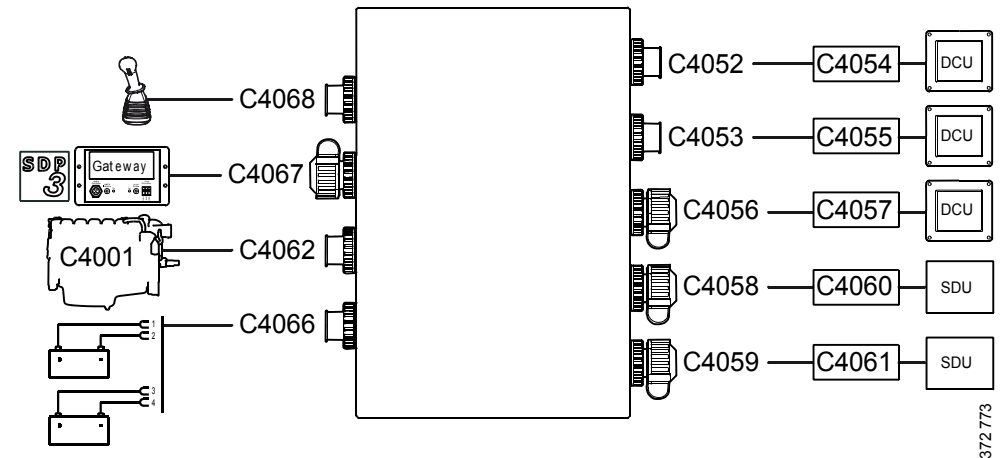 C4068
SDP
3
Gateway
C4067
C4001
C4062
C4066
1
2
3
4
C4052 C4054 DCU
C4053 C4055 DCU
C4056 C4057 DCU
C4058 C4060 SDU
C4059 C4061 SDU
372 773